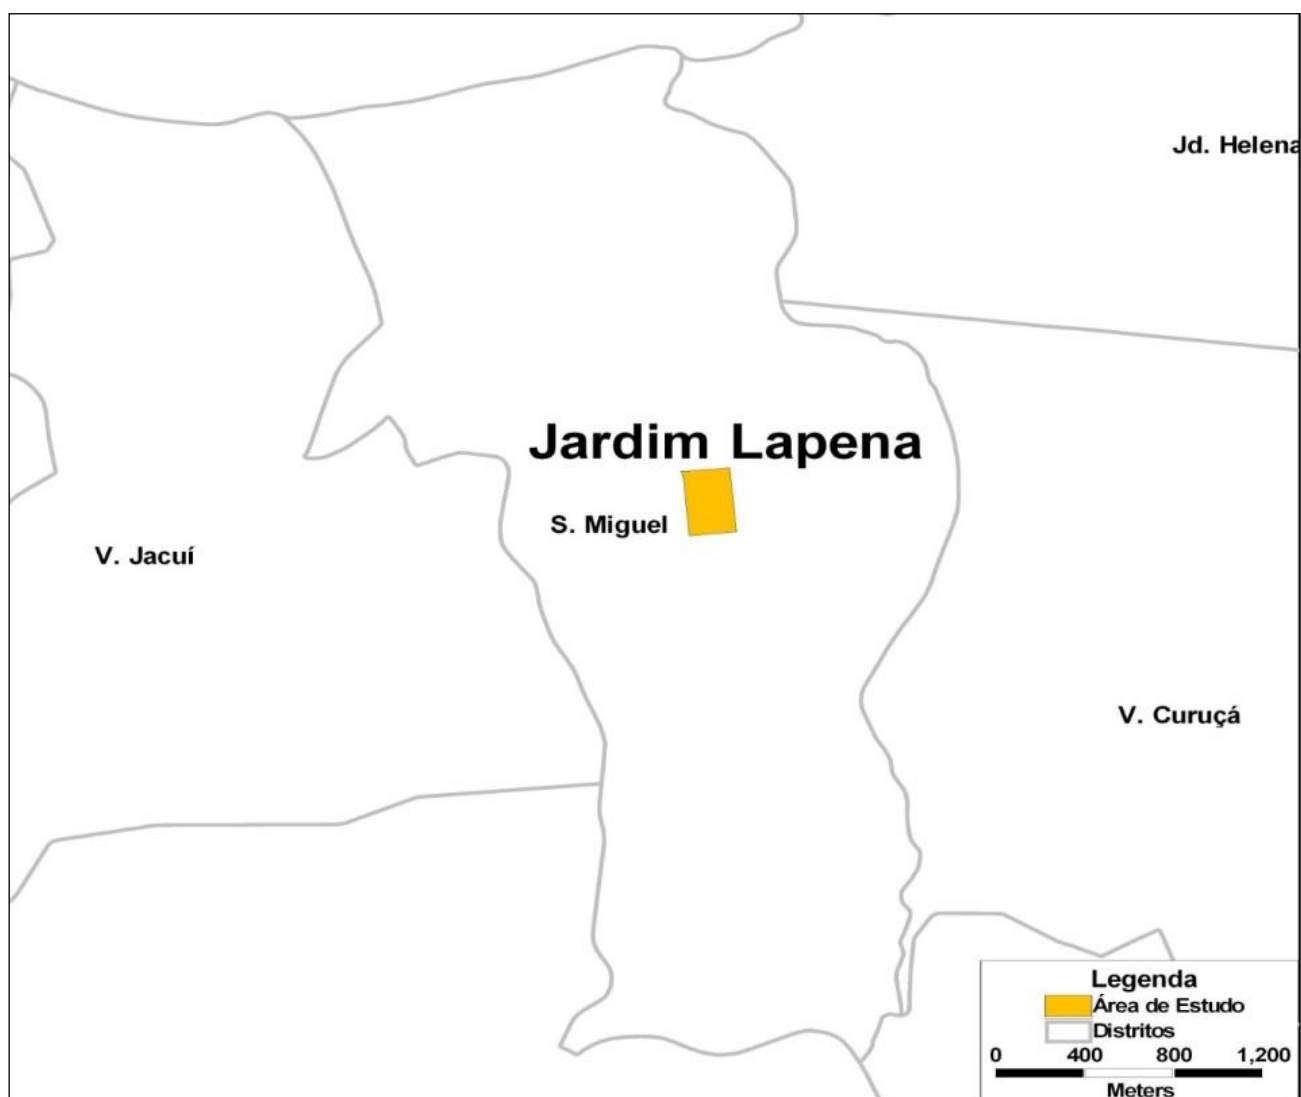 Jd. Helena
Jardim Lapena
S. Miguel
V. Jacuí
V. Curuçá
Legenda
Área de Estudo
Distritos
0 400 800 1,200
Meters